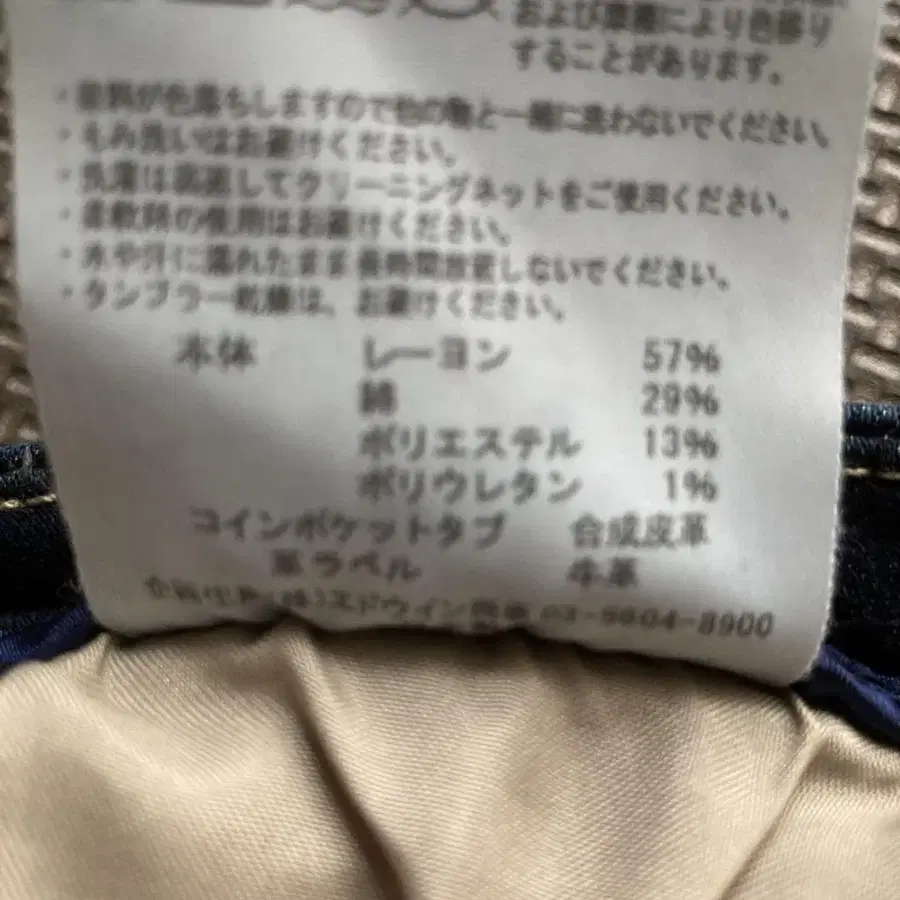 および摩擦により色移り
することがあります。
・染料が色落ちしますので他の物と一緒に洗わないでください。
・もみ洗いはお避けください。
・洗濯は裏返してクリーニングネットをご使用ください。
・柔軟剤の使用はお避けください。
・水や汗に濡れたまま長時間放置しないでください。
・タンブラー乾燥は、お避けください。
本体 レーヨン 57%
綿 29%
ポリエステル 13%
ポリウレタン 1%
コインポケットタブ 合成皮革
革ラベル 牛革
(株)エドウイン 03-5604-8900